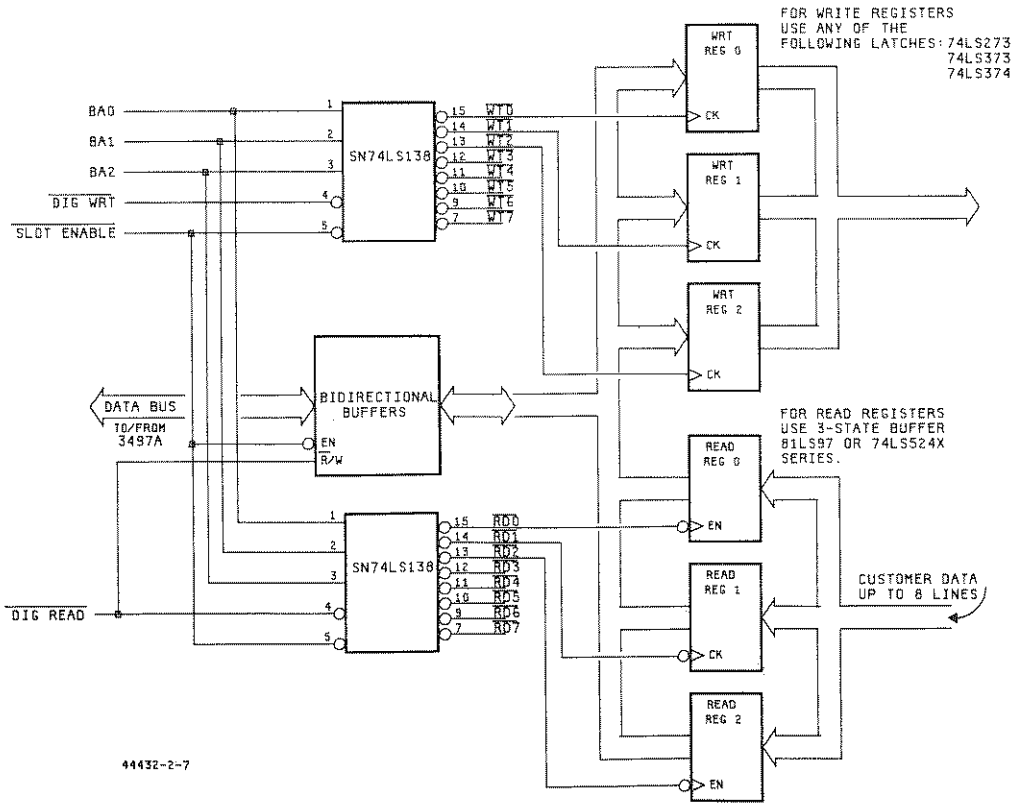 FOR WRITE REGISTERS
USE ANY OF THE
FOLLOWING LATCHES: 74LS273
74LS373
74LS374
WRT
REG 0
CK
WRT
REG 1
CK
WRT
REG 2
CK
BA0
BA1
BA2
DIG WRT
SLOT ENABLE
1
2
3
4
5
SN74LS138
15 WT0
14 WT1
13 WT2
12 WT3
11 WT4
10 WT5
9 WT6
7 WT7
DATA BUS
TO/FROM
3497A
BIDIRECTIONAL
BUFFERS
EN
R/W
FOR READ REGISTERS
USE 3-STATE BUFFER
81LS97 OR 74LS524X
SERIES.
READ
REG 0
EN
READ
REG 1
CK
READ
REG 2
EN
1
2
3
4
5
SN74LS138
15 RD0
14 RD1
13 RD2
12 RD3
11 RD4
10 RD5
9 RD6
7 RD7
DIG READ
CUSTOMER DATA
UP TO 8 LINES
44432-2-7